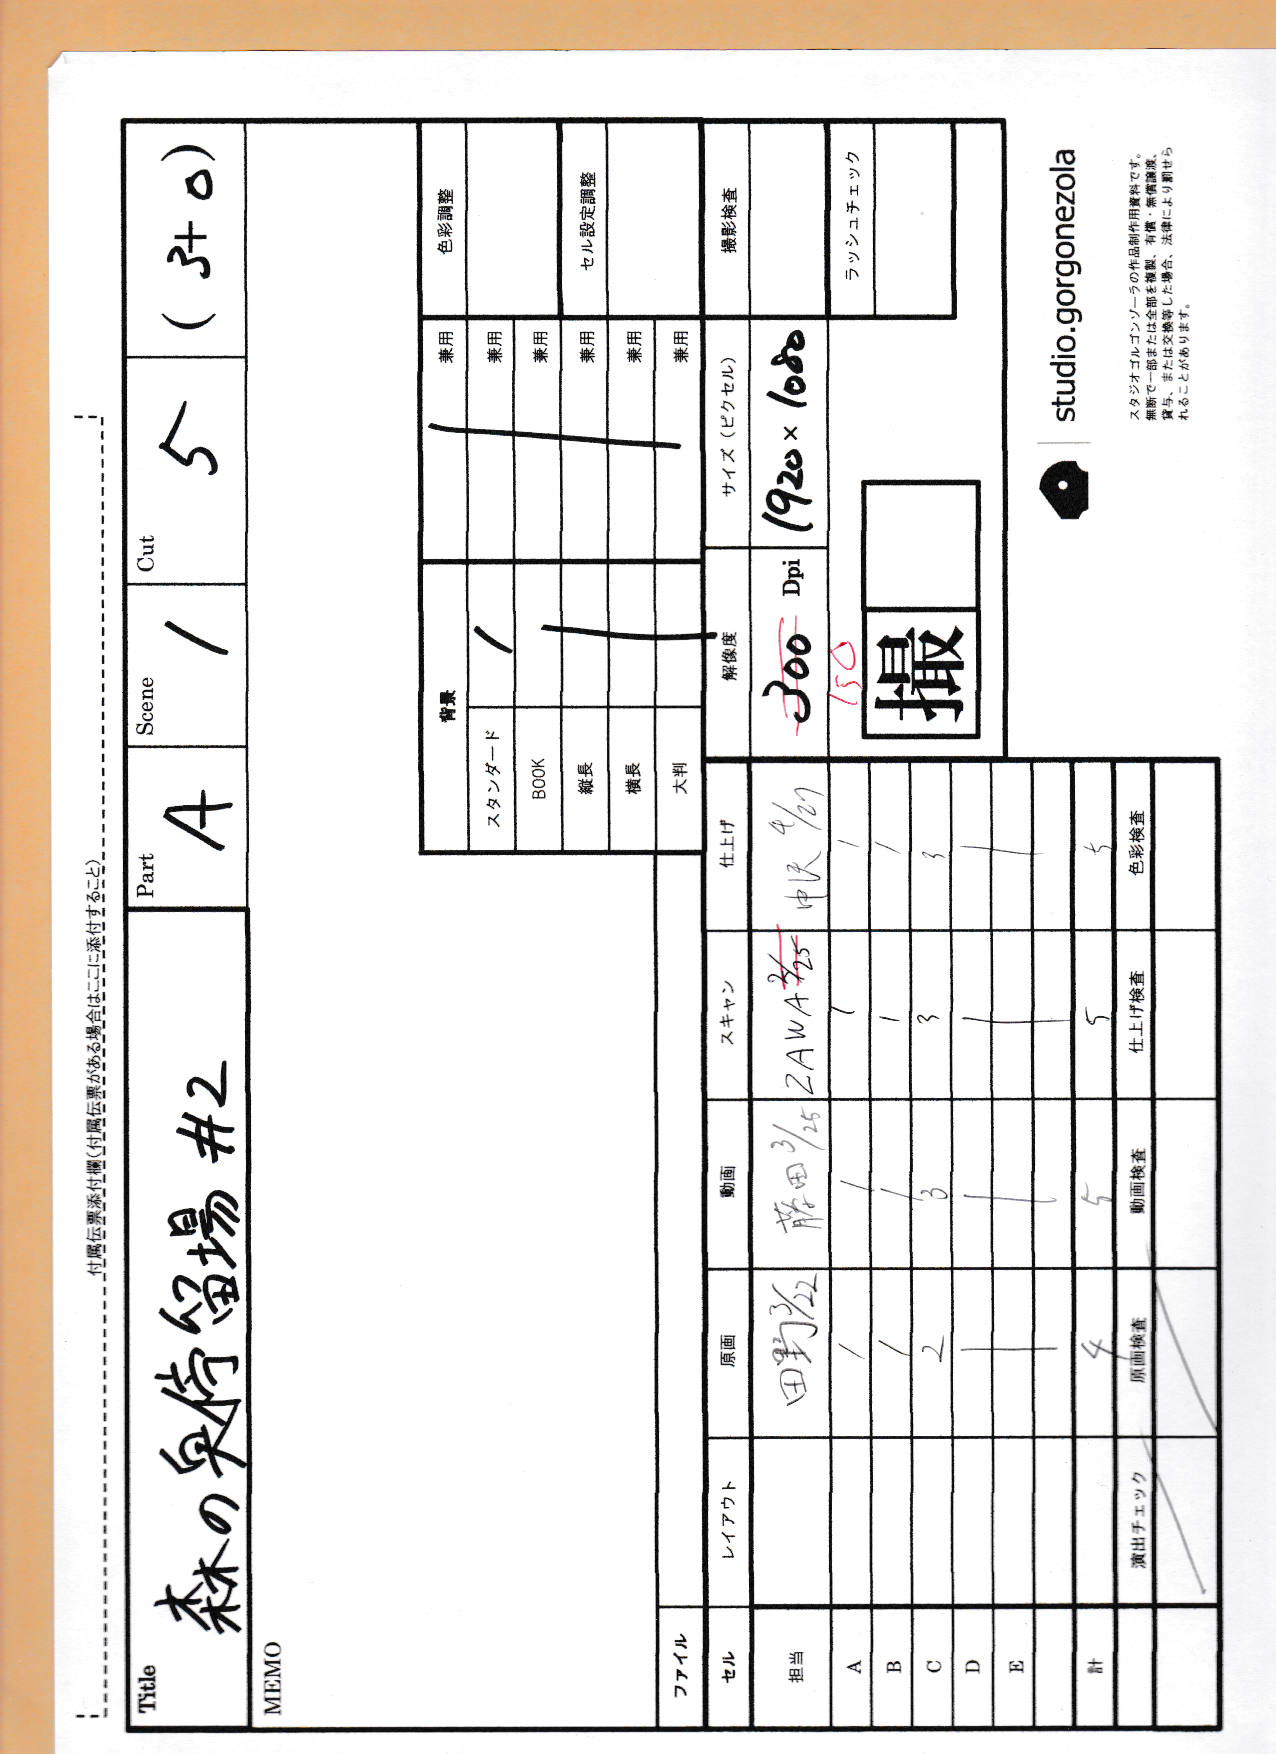 付属伝票添付欄(付属伝票がある場合はここに添付すること)
Title 森の臭停留場 #2
Part A
Scene 1
Cut 5
(3+0)
MEMO
背景 兼用 色彩調整
スタンダード 1 兼用
BOOK 兼用
縦長 兼用 セル設定調整
横長 兼用
大判 兼用
ファイル
解像度 サイズ(ピクセル) 撮影検査
300 Dpi 1920×1080
150
ラッシュチェック
撮
セル レイアウト 原画 動画 スキャン 仕上げ
担当 田野 3/22 藤田 3/25 ZAWA 3/25 中沢 4/27
A 1 1 1 1
B 1 1 1 1
C 2 3 3 3
D
E
計 4 5 5 5
演出チェック 原画検査 動画検査 仕上げ検査 色彩検査
studio.gorgonezola
スタジオゴルゴンゾーラの作品制作用資料です。
無断で一部または全部を複製、有償・無償譲渡、
貸与、または交換等した場合、法律により罰せら
れることがあります。